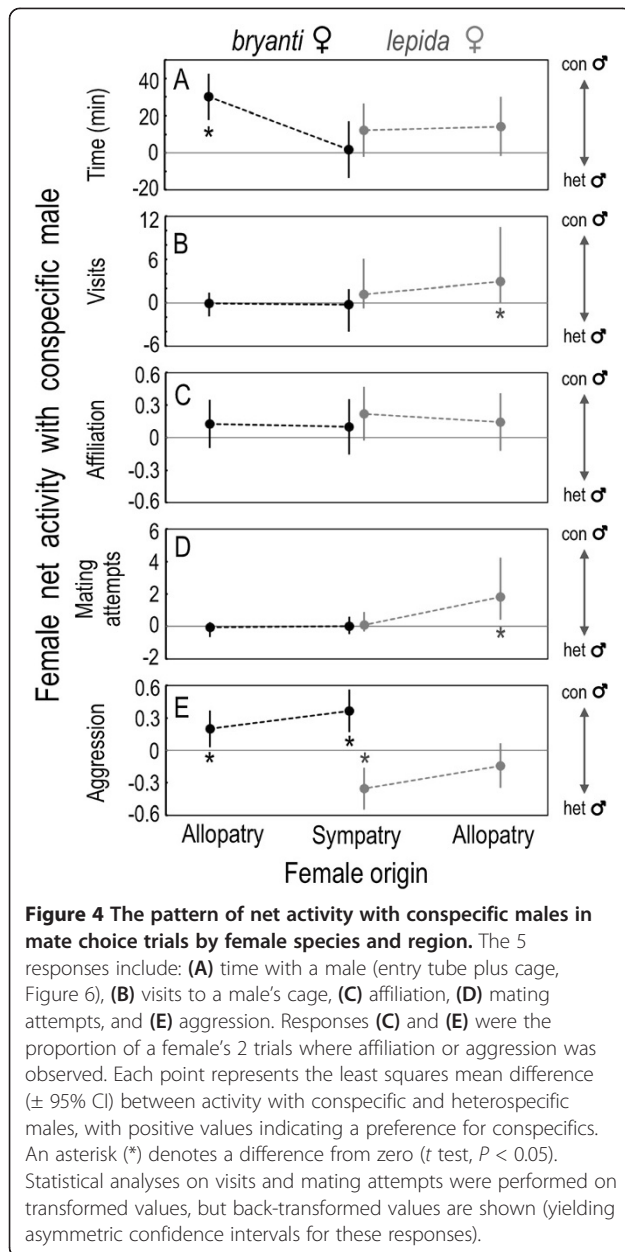 bryanti ♀ lepida ♀
Female net activity with conspecific male
A
Time (min)
40
20
0
-20
*
con ♂
het ♂
B
Visits
12
6
0
-6
*
con ♂
het ♂
C
Affiliation
0.6
0.3
0
-0.3
-0.6
con ♂
het ♂
D
Mating
attempts
6
4
2
0
-2
*
con ♂
het ♂
E
Aggression
0.6
0.3
0
-0.3
-0.6
* * *
con ♂
het ♂
Allopatry Sympatry Allopatry
Female origin
Figure 4 The pattern of net activity with conspecific males in
mate choice trials by female species and region. The 5
responses include: (A) time with a male (entry tube plus cage,
Figure 6), (B) visits to a male's cage, (C) affiliation, (D) mating
attempts, and (E) aggression. Responses (C) and (E) were the
proportion of a female's 2 trials where affiliation or aggression was
observed. Each point represents the least squares mean difference
(± 95% CI) between activity with conspecific and heterospecific
males, with positive values indicating a preference for conspecifics.
An asterisk (*) denotes a difference from zero (t test, P < 0.05).
Statistical analyses on visits and mating attempts were performed on
transformed values, but back-transformed values are shown (yielding
asymmetric confidence intervals for these responses).